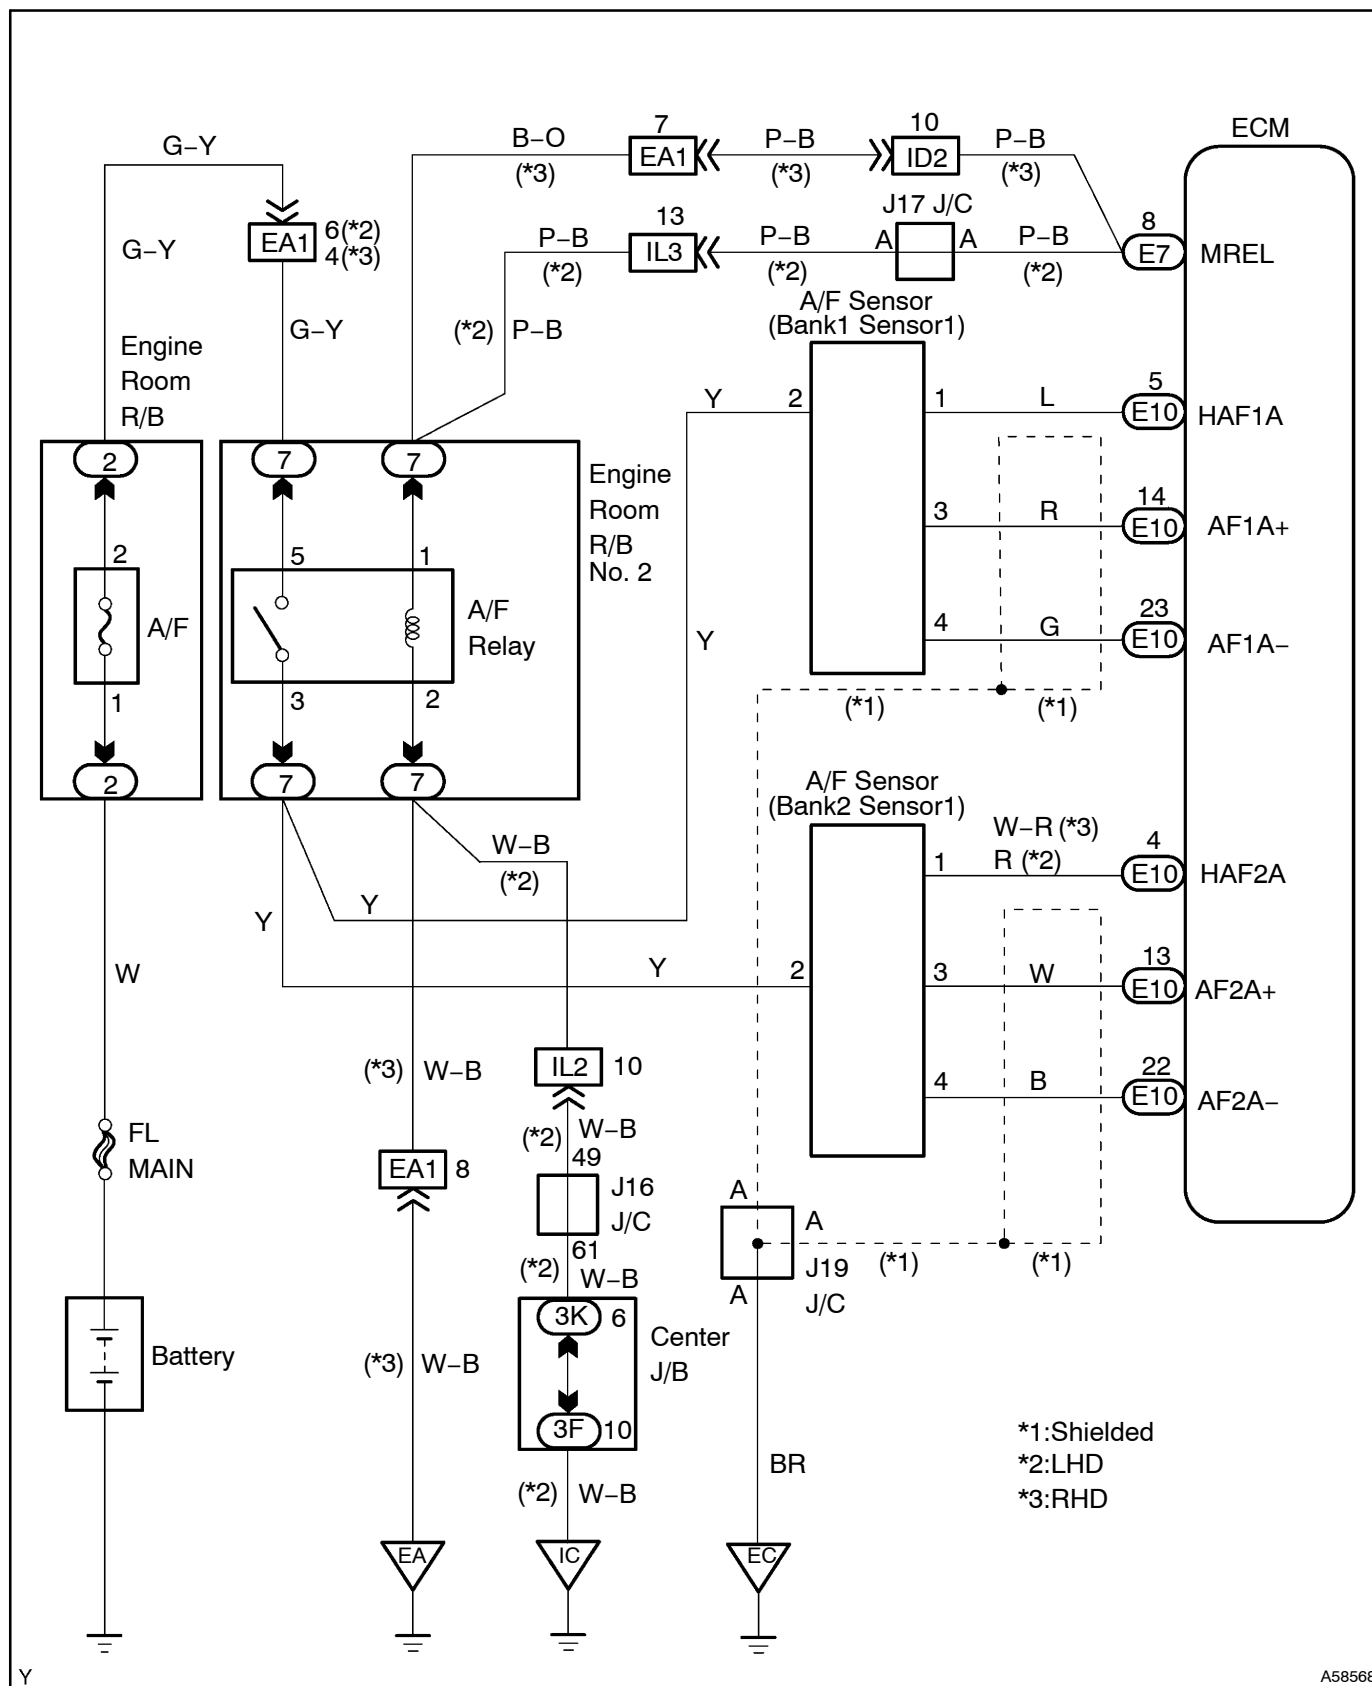 7
10
ECM
G–Y
B–O
EA1
P–B
ID2
P–B
(*3)
(*3)
(*3)
J17 J/C
G–Y
EA1
6(*2)
4(*3)
13
P–B
IL3
P–B
A
A
P–B
8
E7
MREL
(*2)
(*2)
(*2)
A/F Sensor
(Bank1 Sensor1)
G–Y
(*2)
P–B
Engine
Room
R/B
Y
2
1
L
5
E10
HAF1A
2
7
7
Engine
Room
R/B
No. 2
3
R
14
E10
AF1A+
2
5
1
A/F
A/F
Relay
Y
4
G
23
E10
AF1A–
1
3
2
(*1)
(*1)
2
7
7
A/F Sensor
(Bank2 Sensor1)
W–B
(*2)
W–R (*3)
R (*2)
1
4
E10
HAF2A
Y
Y
W
Y
2
3
W
13
E10
AF2A+
(*3)
W–B
IL2
10
4
B
22
E10
AF2A–
FL
MAIN
(*2)
W–B
49
EA1
8
J16
J/C
A
A
61
(*2)
W–B
(*1)
(*1)
J19
J/C
A
3K
6
Center
J/B
Battery
(*3)
W–B
3F
10
*1:Shielded
*2:LHD
*3:RHD
BR
(*2)
W–B
EA
IC
EC
Y
A58568